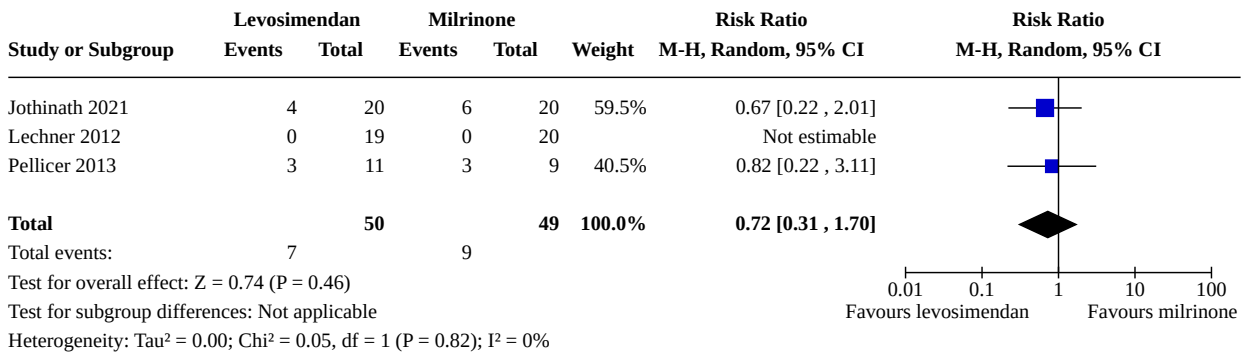 Levosimendan Milrinone Risk Ratio Risk Ratio
Study or Subgroup Events Total Events Total Weight M-H, Random, 95% CI M-H, Random, 95% CI
Jothinath 2021 4 20 6 20 59.5% 0.67 [0.22 , 2.01]
Lechner 2012 0 19 0 20 Not estimable
Pellicer 2013 3 11 3 9 40.5% 0.82 [0.22 , 3.11]
Total 50 49 100.0% 0.72 [0.31 , 1.70]
Total events: 7 9
Test for overall effect: Z = 0.74 (P = 0.46) 0.01 0.1 1 10 100
Test for subgroup differences: Not applicable Favours levosimendan Favours milrinone
Heterogeneity: Tau² = 0.00; Chi² = 0.05, df = 1 (P = 0.82); I² = 0%